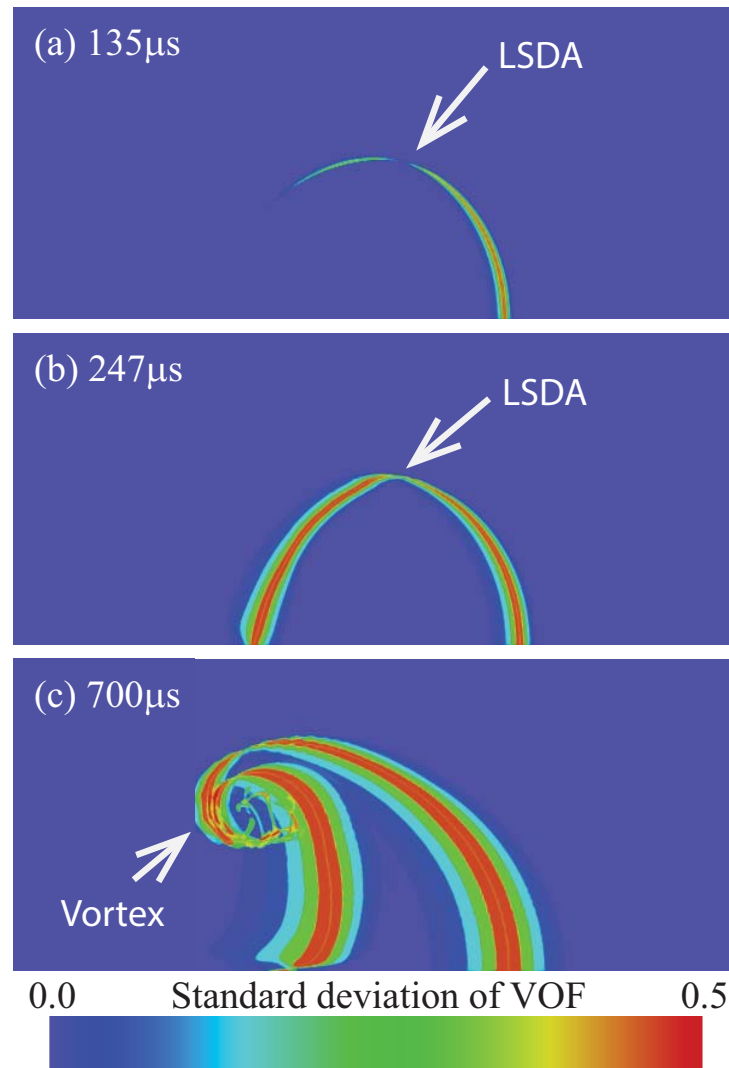 (a) 135μs
LSDA
(b) 247μs
LSDA
(c) 700μs
Vortex
0.0 Standard deviation of VOF 0.5